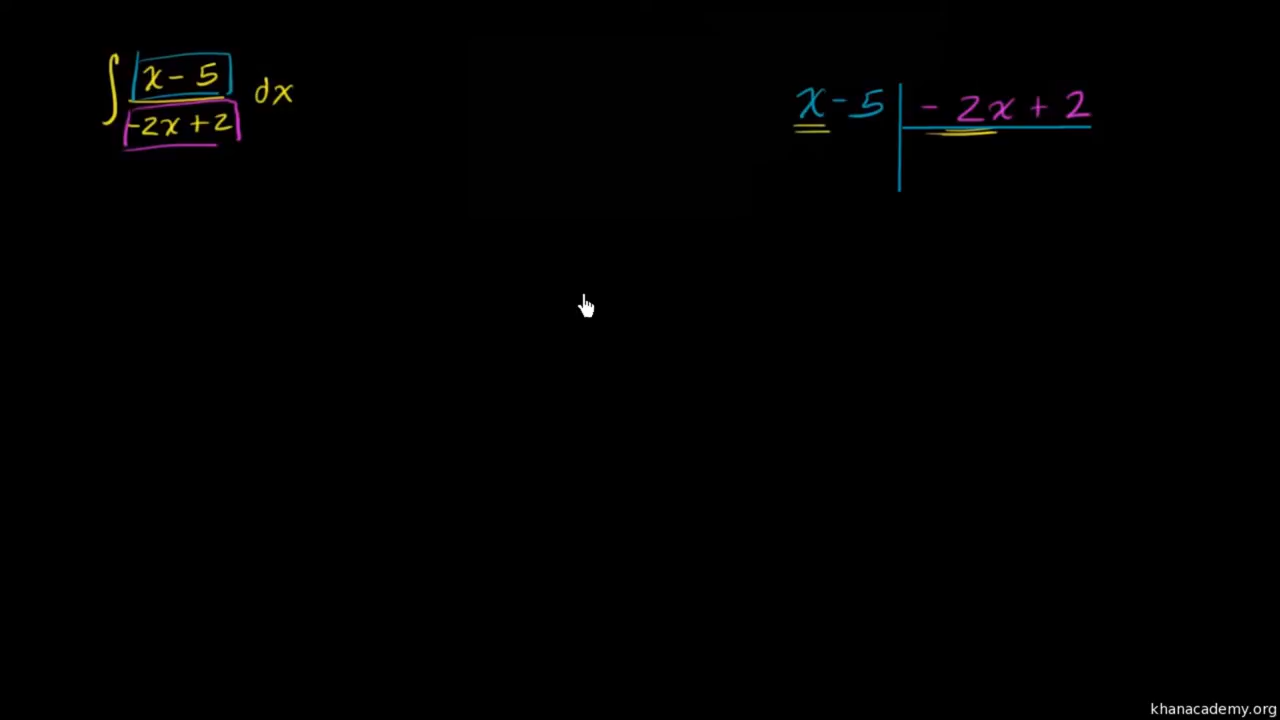 ∫ x - 5 dx
-2x + 2
x - 5 | - 2x + 2
khanacademy.org